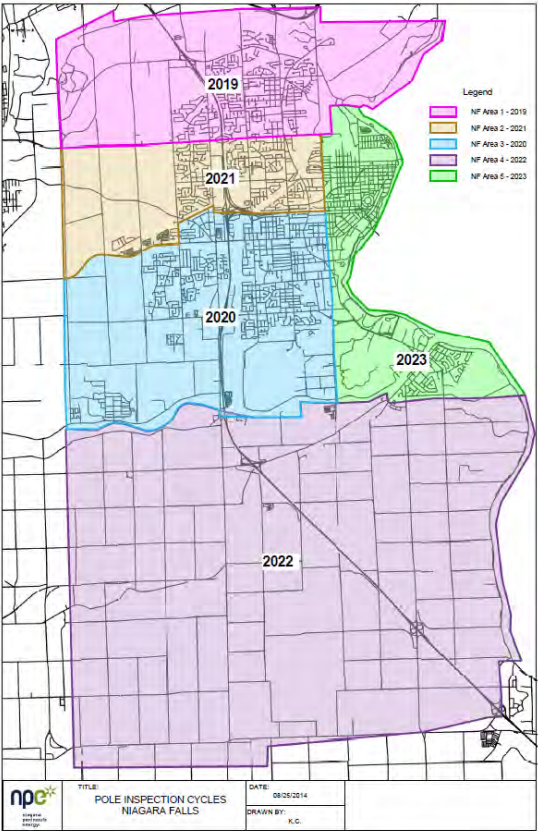 2019
Legend
NF Area 1 - 2019
NF Area 2 - 2021
NF Area 3 - 2020
NF Area 4 - 2022
NF Area 5 - 2023
2021
2020
2023
2022
npe
niagara
peninsula
energy
TITLE:
POLE INSPECTION CYCLES
NIAGARA FALLS
DATE:
08/25/2014
DRAWN BY:
K.C.